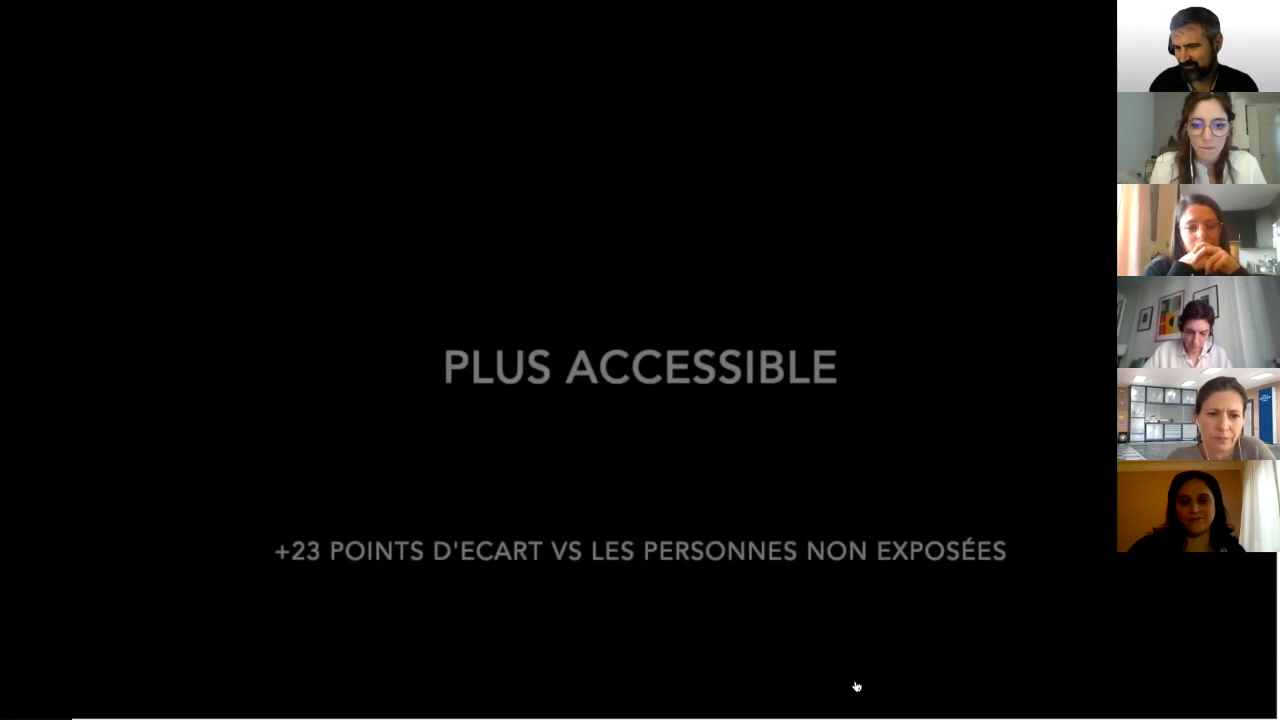 PLUS ACCESSIBLE
+23 POINTS D'ECART VS LES PERSONNES NON EXPOSÉES